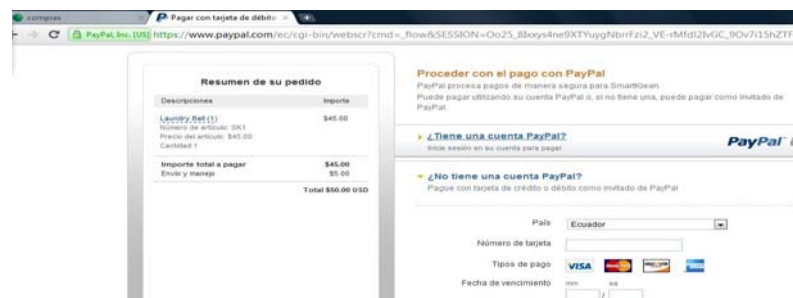 compras
Pagar con tarjeta de débito
PayPal, Inc. [US]
https://www.paypal.com/ec/cgi-bin/webscr?cmd=_flow&SESSION=
Resumen de su pedido
Descripciones Importe
Laundry Ball (1) $45.00
Número de artículo: SK1
Precio del artículo: $45.00
Cantidad: 1
Importe total a pagar $45.00
Envío y manejo $5.00
Total $50.00 USD
Proceder con el pago con PayPal
PayPal procesa pagos de manera segura para SmartKlean.
Puede pagar utilizando su cuenta PayPal o, si no tiene una, puede pagar como invitado de
PayPal.
¿Tiene una cuenta PayPal?
Inicie sesión en su cuenta para pagar
PayPal
¿No tiene una cuenta PayPal?
Pague con tarjeta de crédito o débito como invitado de PayPal
País Ecuador
Número de tarjeta
Tipos de pago VISA MasterCard
Fecha de vencimiento mm aa
/